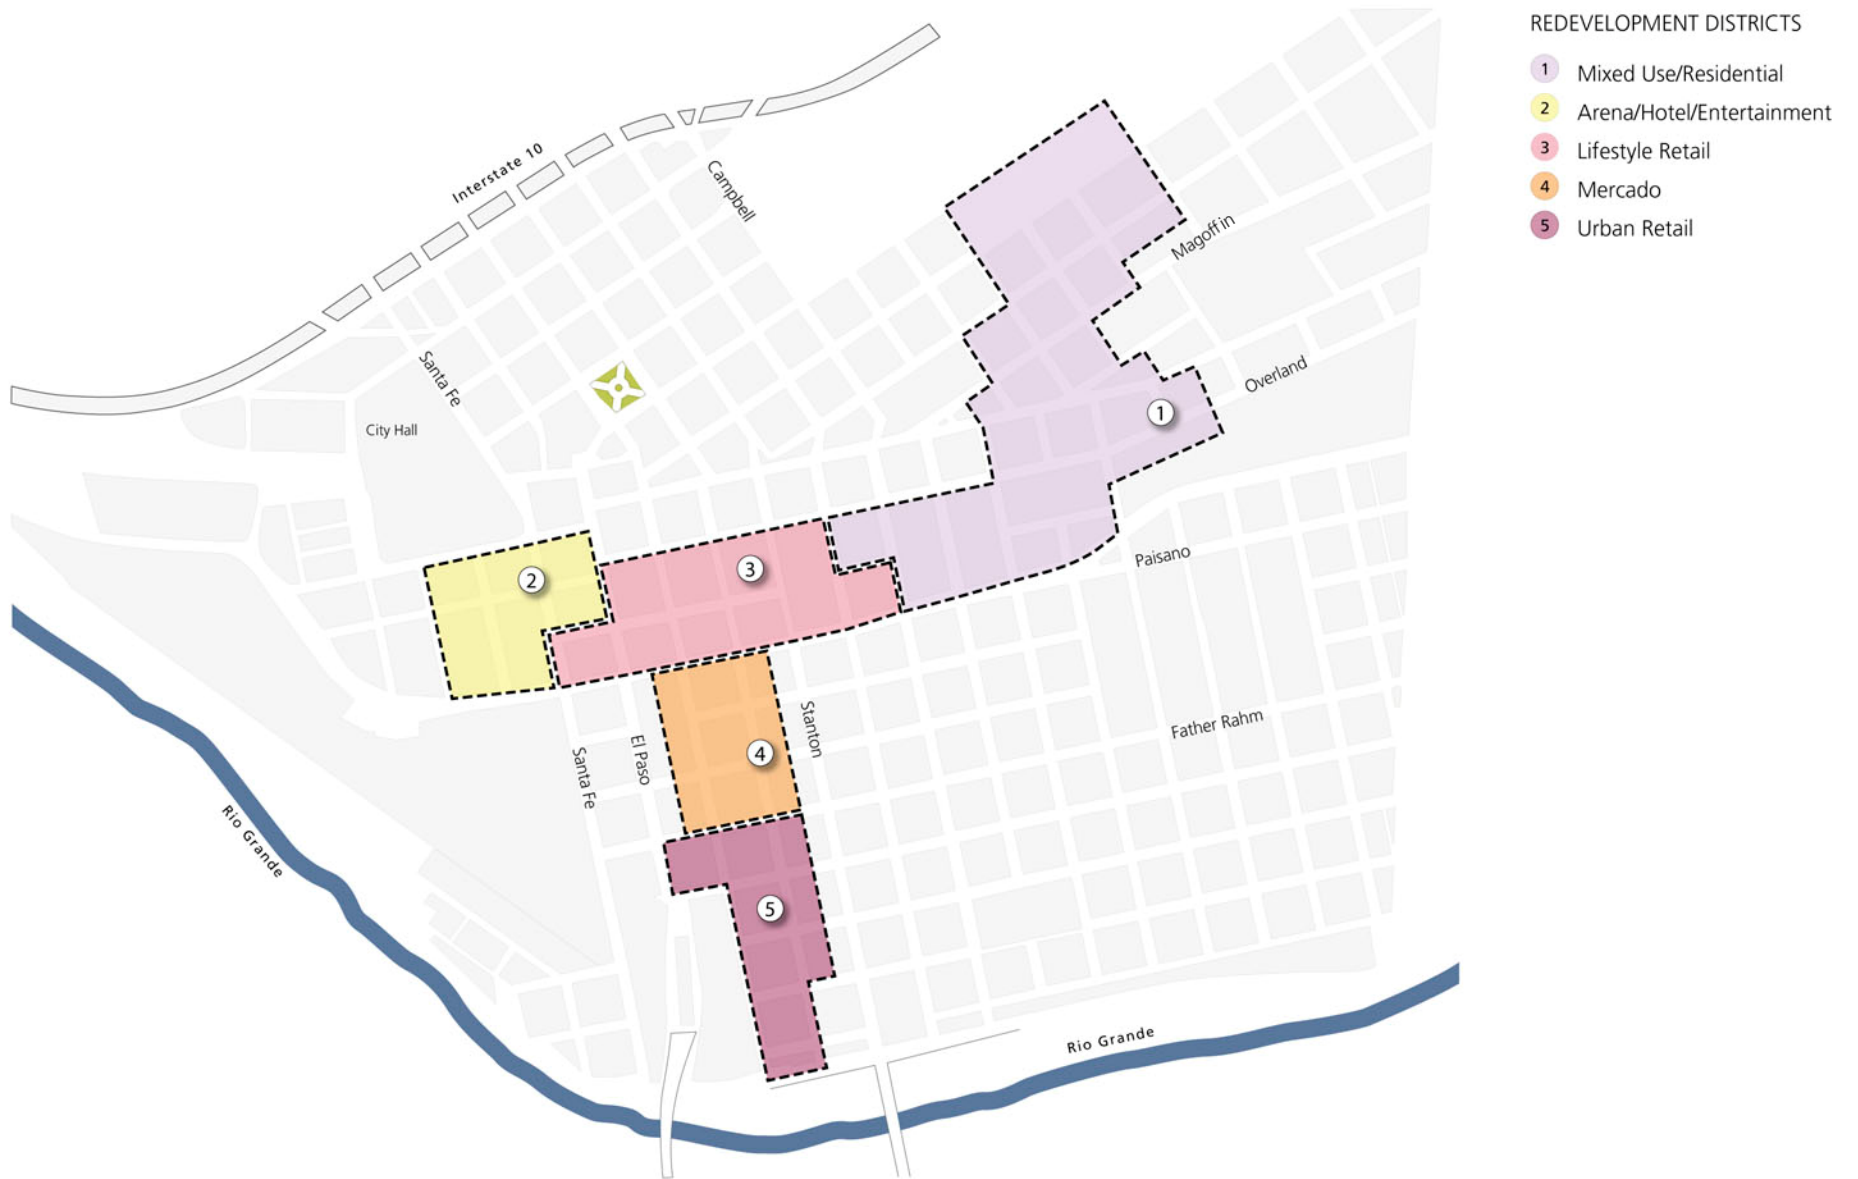 REDEVELOPMENT DISTRICTS
1 Mixed Use/Residential
2 Arena/Hotel/Entertainment
3 Lifestyle Retail
4 Mercado
5 Urban Retail
Interstate 10
Campbell
Magoffin
Santa Fe
Overland
City Hall
1
Paisano
2
3
Father Rahm
Stanton
El Paso
4
Santa Fe
Rio Grande
5
Rio Grande